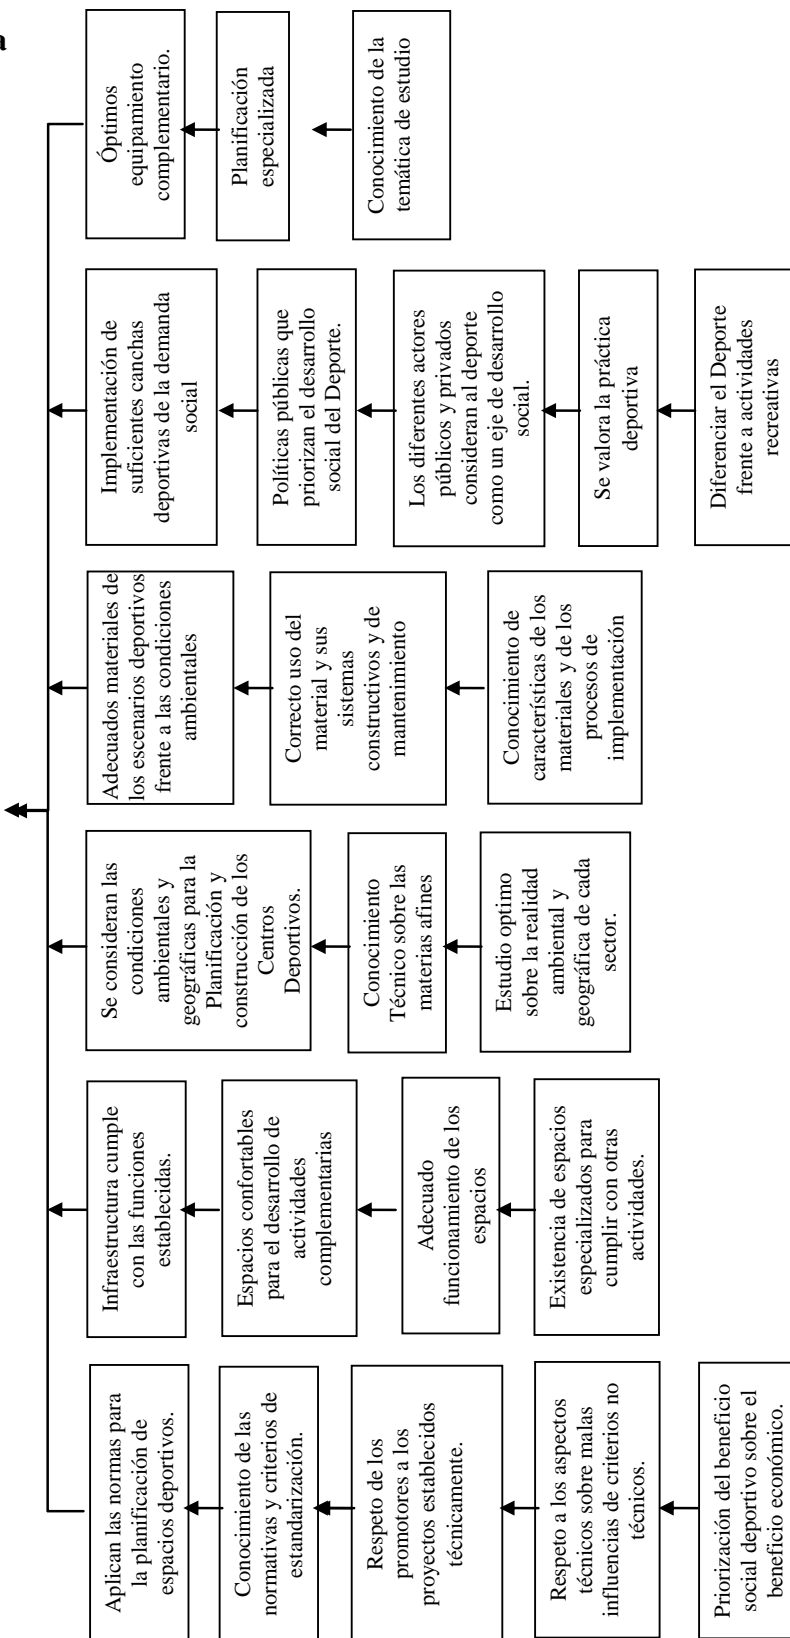 a
Aplican las normas para
la planificación de
espacios deportivos.
Conocimiento de las
normativas y criterios de
estandarización.
Respeto de los
promotores a los
proyectos establecidos
técnicamente.
Respeto a los aspectos
técnicos sobre malas
influencias de criterios no
técnicos.
Priorización del beneficio
social deportivo sobre el
beneficio económico.
Infraestructura cumple
con las funciones
establecidas.
Espacios confortables
para el desarrollo de
actividades
complementarias
Adecuado
funcionamiento de los
espacios
Existencia de espacios
especializados para
cumplir con otras
actividades.
Se consideran las
condiciones
ambientales y
geográficas para la
Planificación y
construcción de los
Centros
Deportivos.
Conocimiento
Técnico sobre las
materias afines
Estudio optimo
sobre la realidad
ambiental y
geográfica de cada
sector.
Adecuados materiales de
los escenarios deportivos
frente a las condiciones
ambientales
Correcto uso del
material y sus
sistemas
constructivos y de
mantenimiento
Conocimiento de
características de los
materiales y de los
procesos de
implementación
Implementación de
suficientes canchas
deportivas de la demanda
social
Políticas públicas que
priorizan el desarrollo
social del Deporte.
Los diferentes actores
públicos y privados
consideran al deporte
como un eje de desarrollo
social.
Se valora la práctica
deportiva
Diferenciar el Deporte
frente a actividades
recreativas
Óptimos
equipamiento
complementario.
Planificación
especializada
Conocimiento de la
temática de estudio